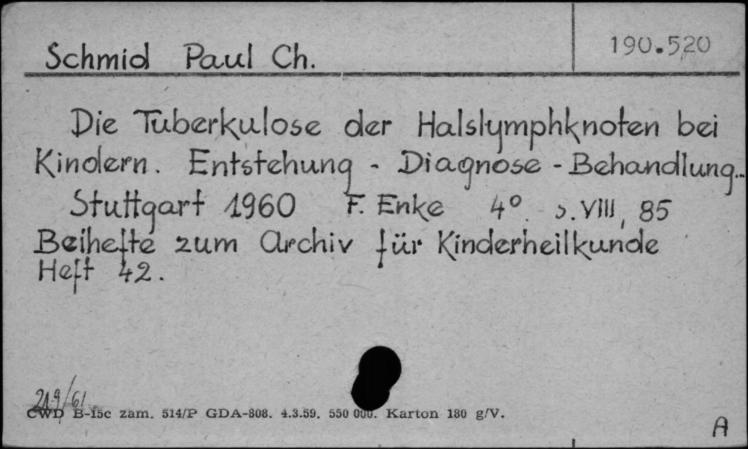 Schmid Paul Ch.
190.520
Die Tuberkulose der Halslymphknoten bei
Kindern. Entstehung - Diagnose - Behandlung..
Stuttgart 1960 F. Enke 4° s. VIII, 85
Beihefte zum Archiv für Kinderheilkunde
Heft 42.
CWD B-15c zam. 514/P GDA-808. 4.3.59. 550 000. Karton 180 g/V.
A